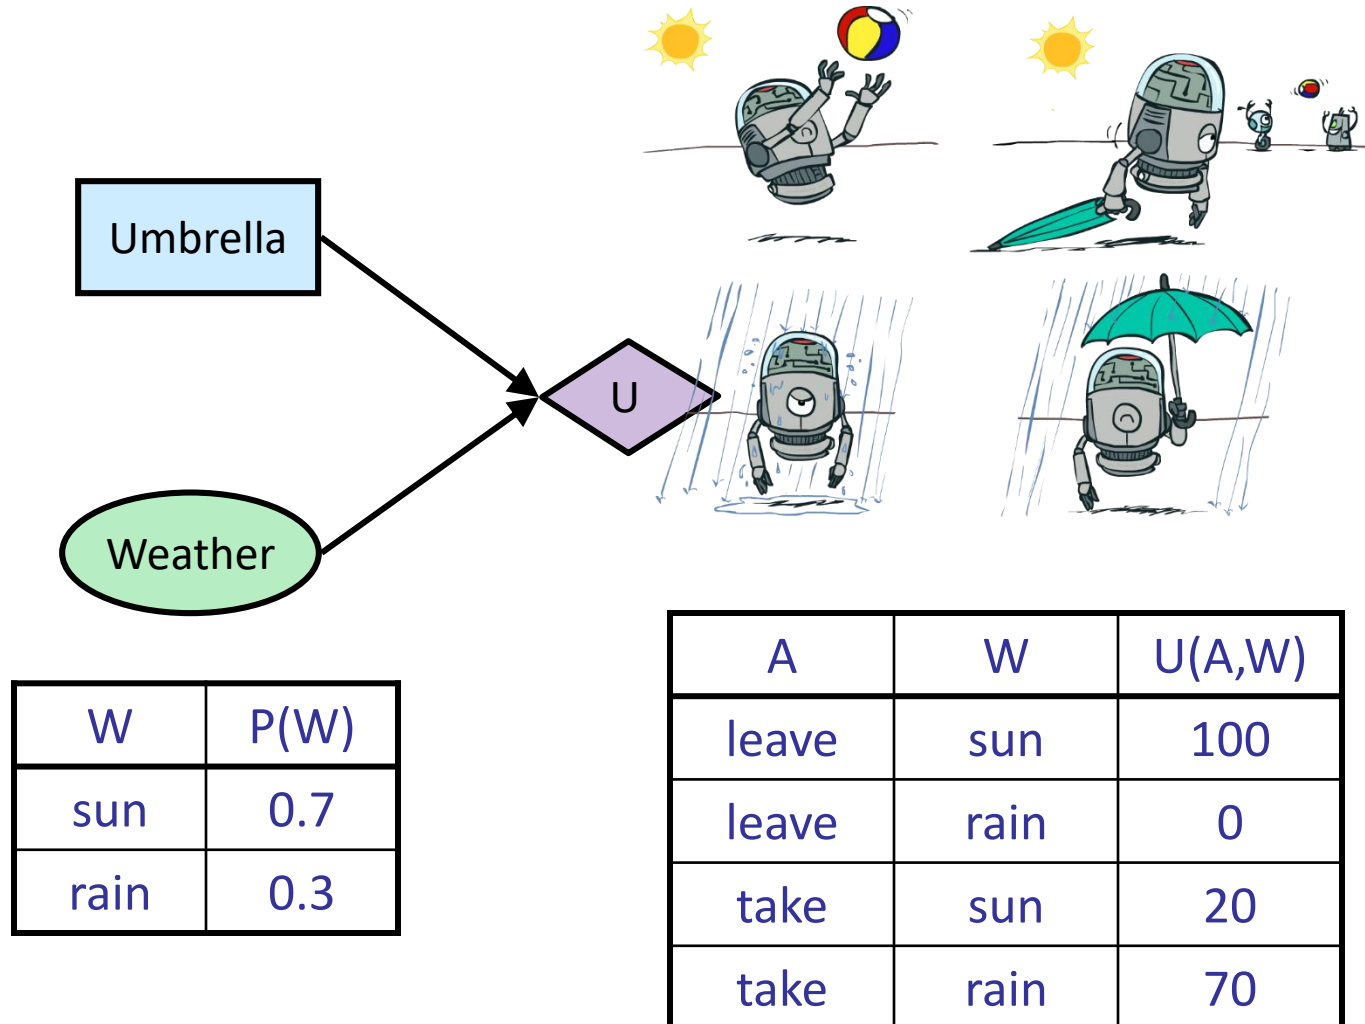 Umbrella
U
Weather
W P(W)
sun 0.7
rain 0.3
A W U(A,W)
leave sun 100
leave rain 0
take sun 20
take rain 70